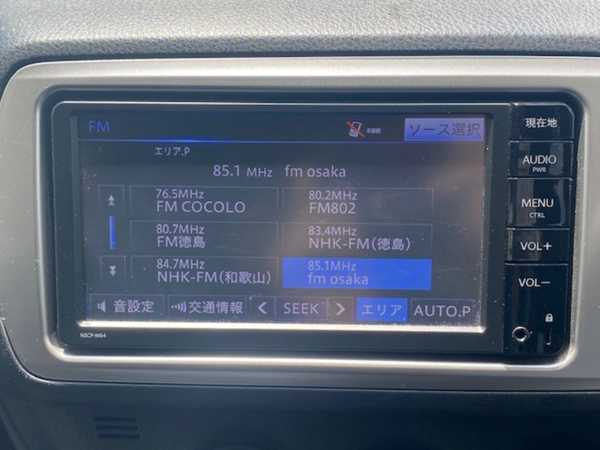 FM
ソース選択
エリア.P
85.1 MHz fm osaka
76.5MHz
FM COCOLO
80.2MHz
FM802
80.7MHz
FM徳島
83.4MHz
NHK-FM(徳島)
84.7MHz
NHK-FM(和歌山)
85.1MHz
fm osaka
音設定
交通情報
SEEK
エリア
AUTO.P
NSCP-W64
現在地
AUDIO
PWR
MENU
CTRL
VOL+
VOL−